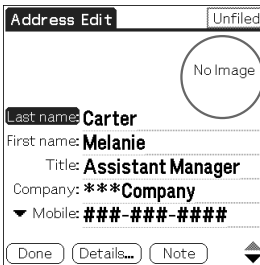 Address Edit Unfiled
No Image
Last name: Carter
First name: Melanie
Title: Assistant Manager
Company: ***Company
Mobile: ###-###-####
Done Details... Note